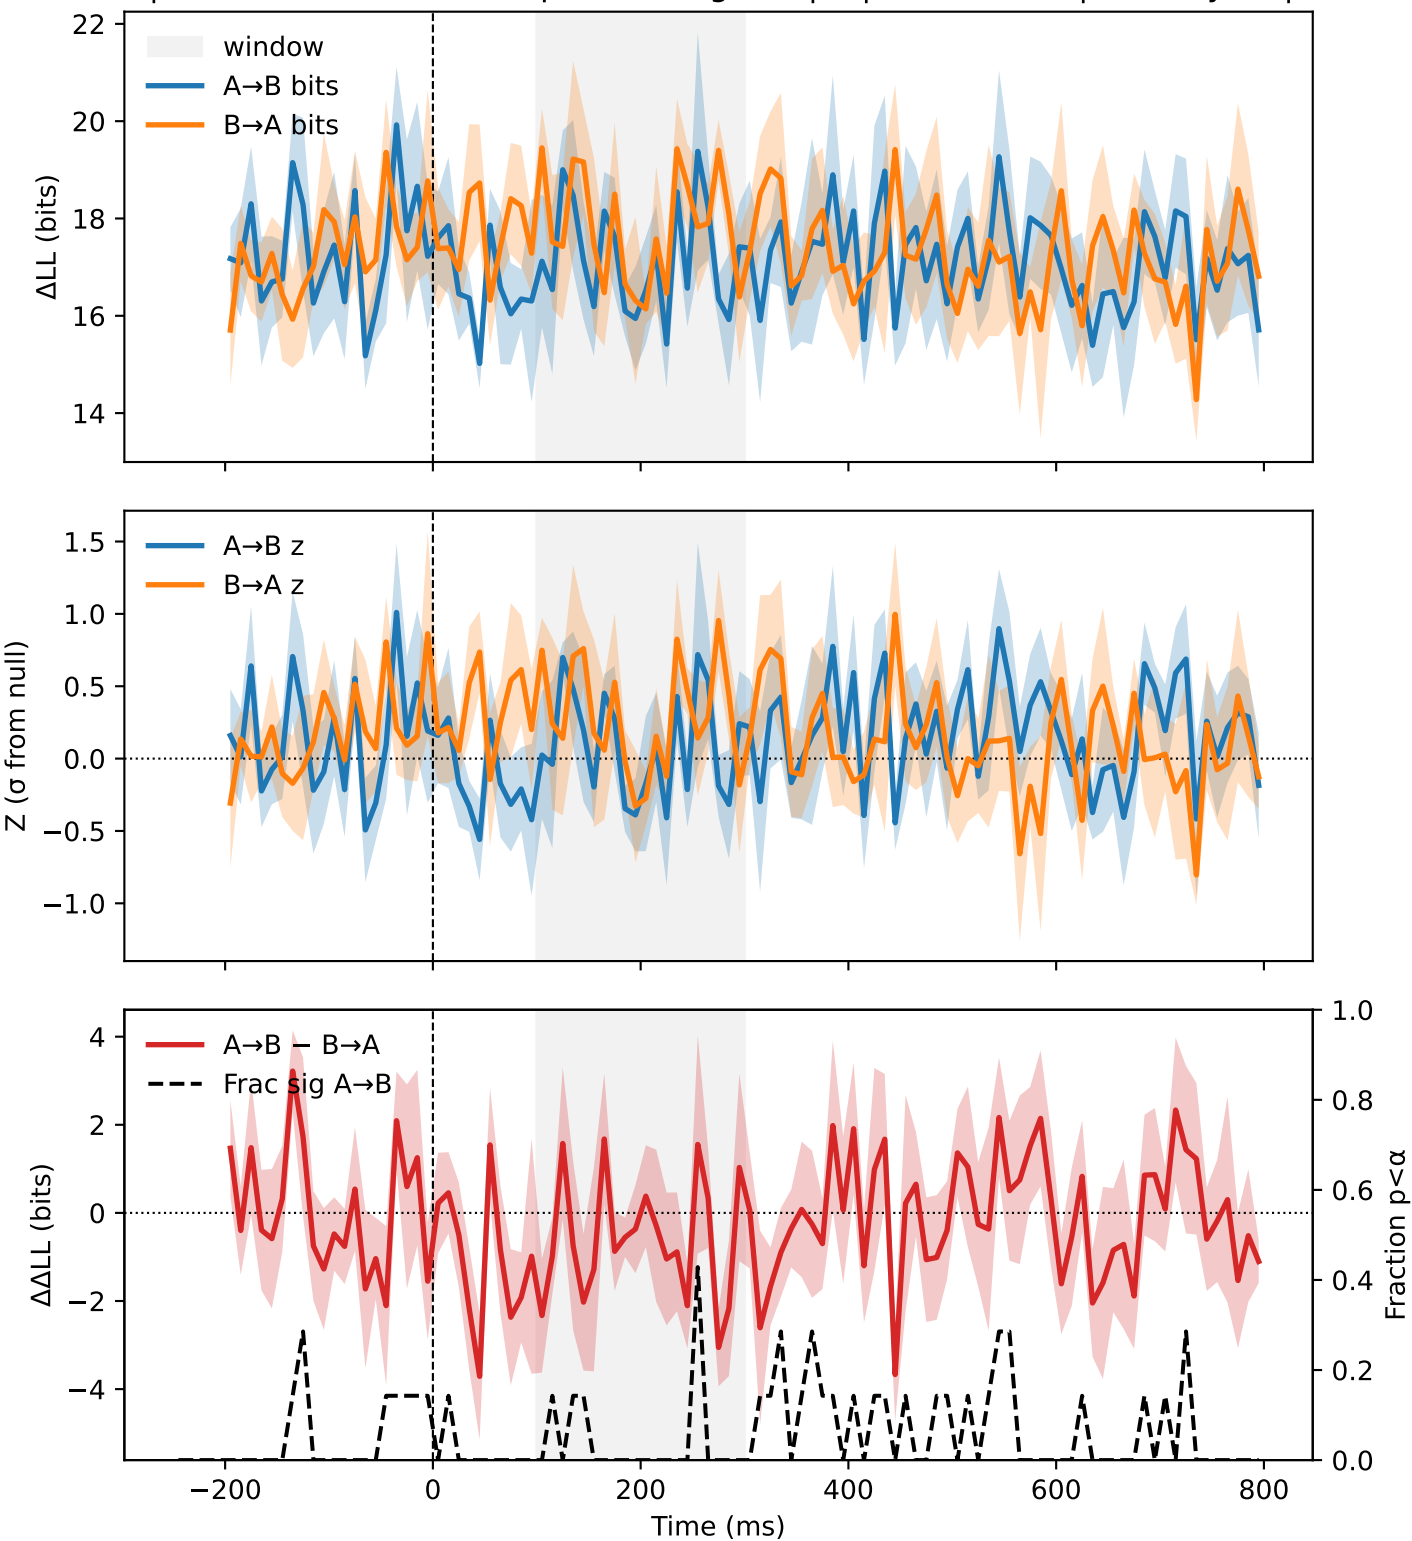 22
20
18
16
14
ΔLL (bits)
window
A→B bits
B→A bits
1.5
1.0
0.5
0.0
−0.5
−1.0
Z (σ from null)
A→B z
B→A z
4
2
0
−2
−4
ΔΔLL (bits)
A→B − B→A
Frac sig A→B
1.0
0.8
0.6
0.4
0.2
0.0
Fraction p<α
−200 0 200 400 600 800
Time (ms)